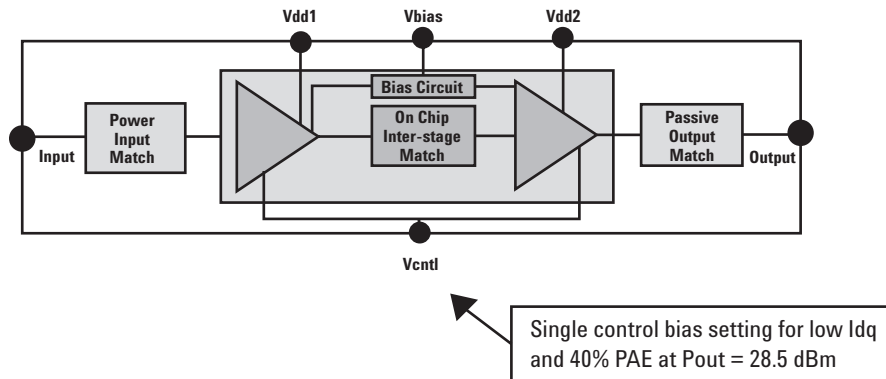 Vdd1
Vbias
Vdd2
Bias Circuit
Power
Input
Match
On Chip
Inter-stage
Match
Passive
Output
Match
Input
Output
Vcntl
Single control bias setting for low Idq
and 40% PAE at Pout = 28.5 dBm